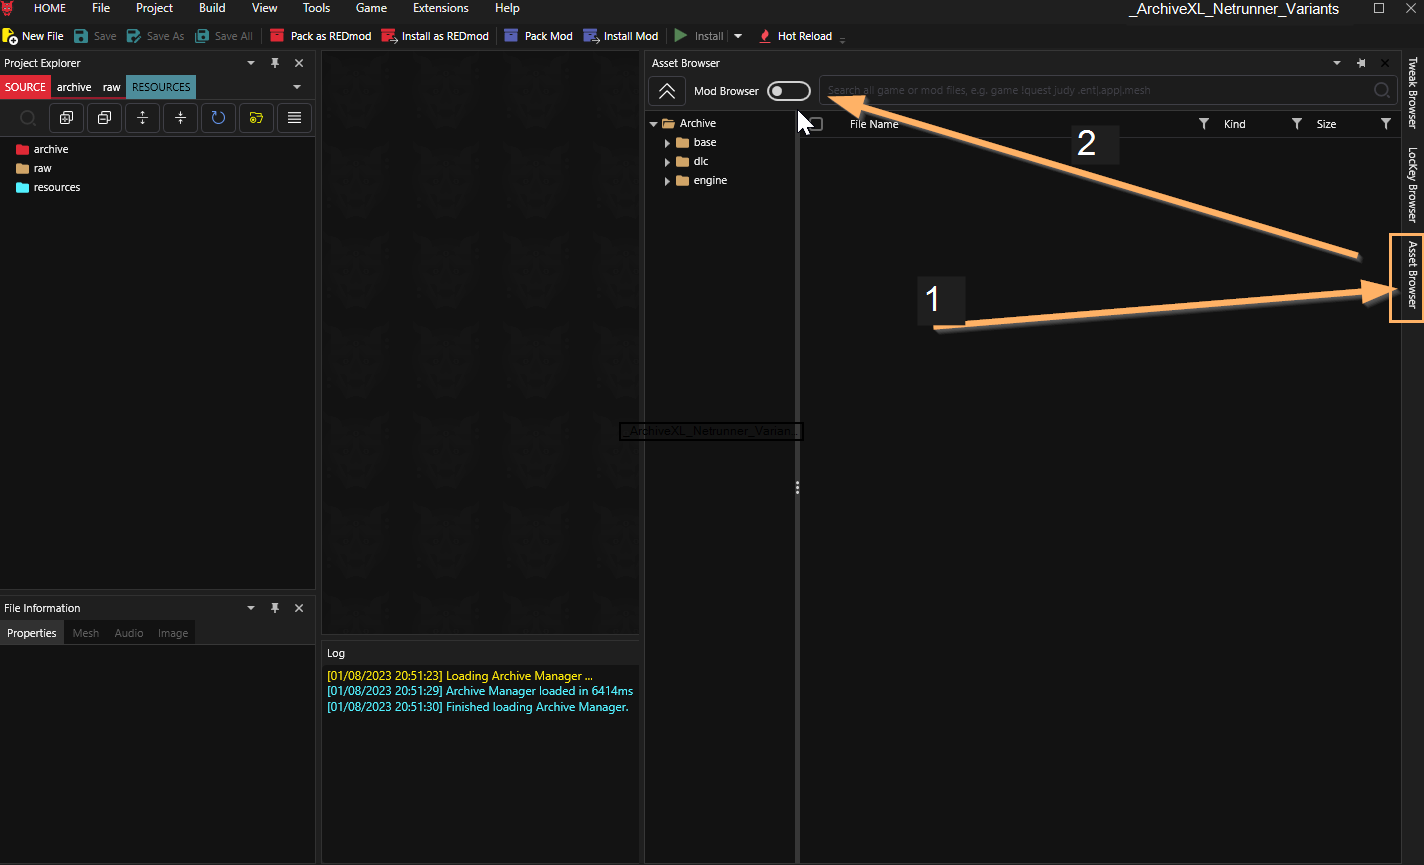 HOME File Project Build View Tools Game Extensions Help _ArchiveXL_Netrunner_Variants
New File Save Save As Save All Pack as REDmod Install as REDmod Pack Mod Install Mod Install Hot Reload
Project Explorer
SOURCE archive raw RESOURCES
archive
raw
resources
File Information
Properties Mesh Audio Image
_ArchiveXL_Netrunner_Varian...
Log
[01/08/2023 20:51:23] Loading Archive Manager ...
[01/08/2023 20:51:29] Archive Manager loaded in 6414ms
[01/08/2023 20:51:30] Finished loading Archive Manager.
Asset Browser
Mod Browser Search all game or mod files, e.g. game !quest judy .ent|.app|.mesh
Archive
base
dlc
engine
File Name Kind Size
2
1
Tweak Browser
LocKey Browser
Asset Browser